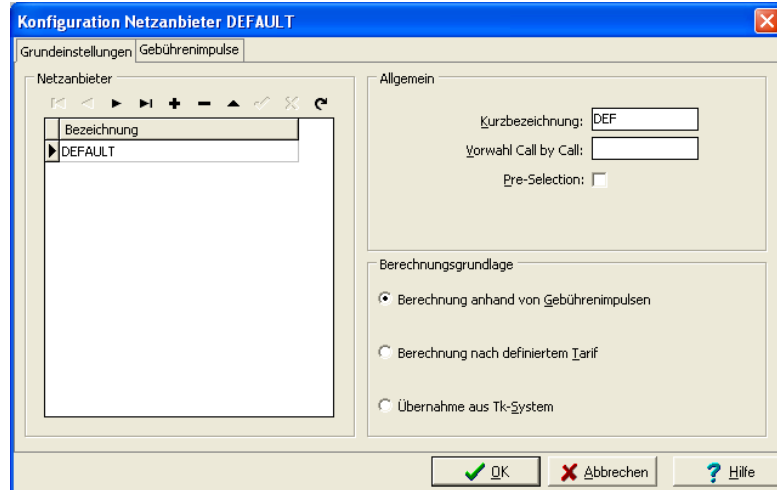 Konfiguration Netzanbieter DEFAULT
Grundeinstellungen Gebührenimpulse
Netzanbieter
Bezeichnung
DEFAULT
Allgemein
Kurzbezeichnung: DEF
Vorwahl Call by Call:
Pre-Selection:
Berechnungsgrundlage
Berechnung anhand von Gebührenimpulsen
Berechnung nach definiertem Tarif
Übernahme aus Tk-System
OK Abbrechen Hilfe